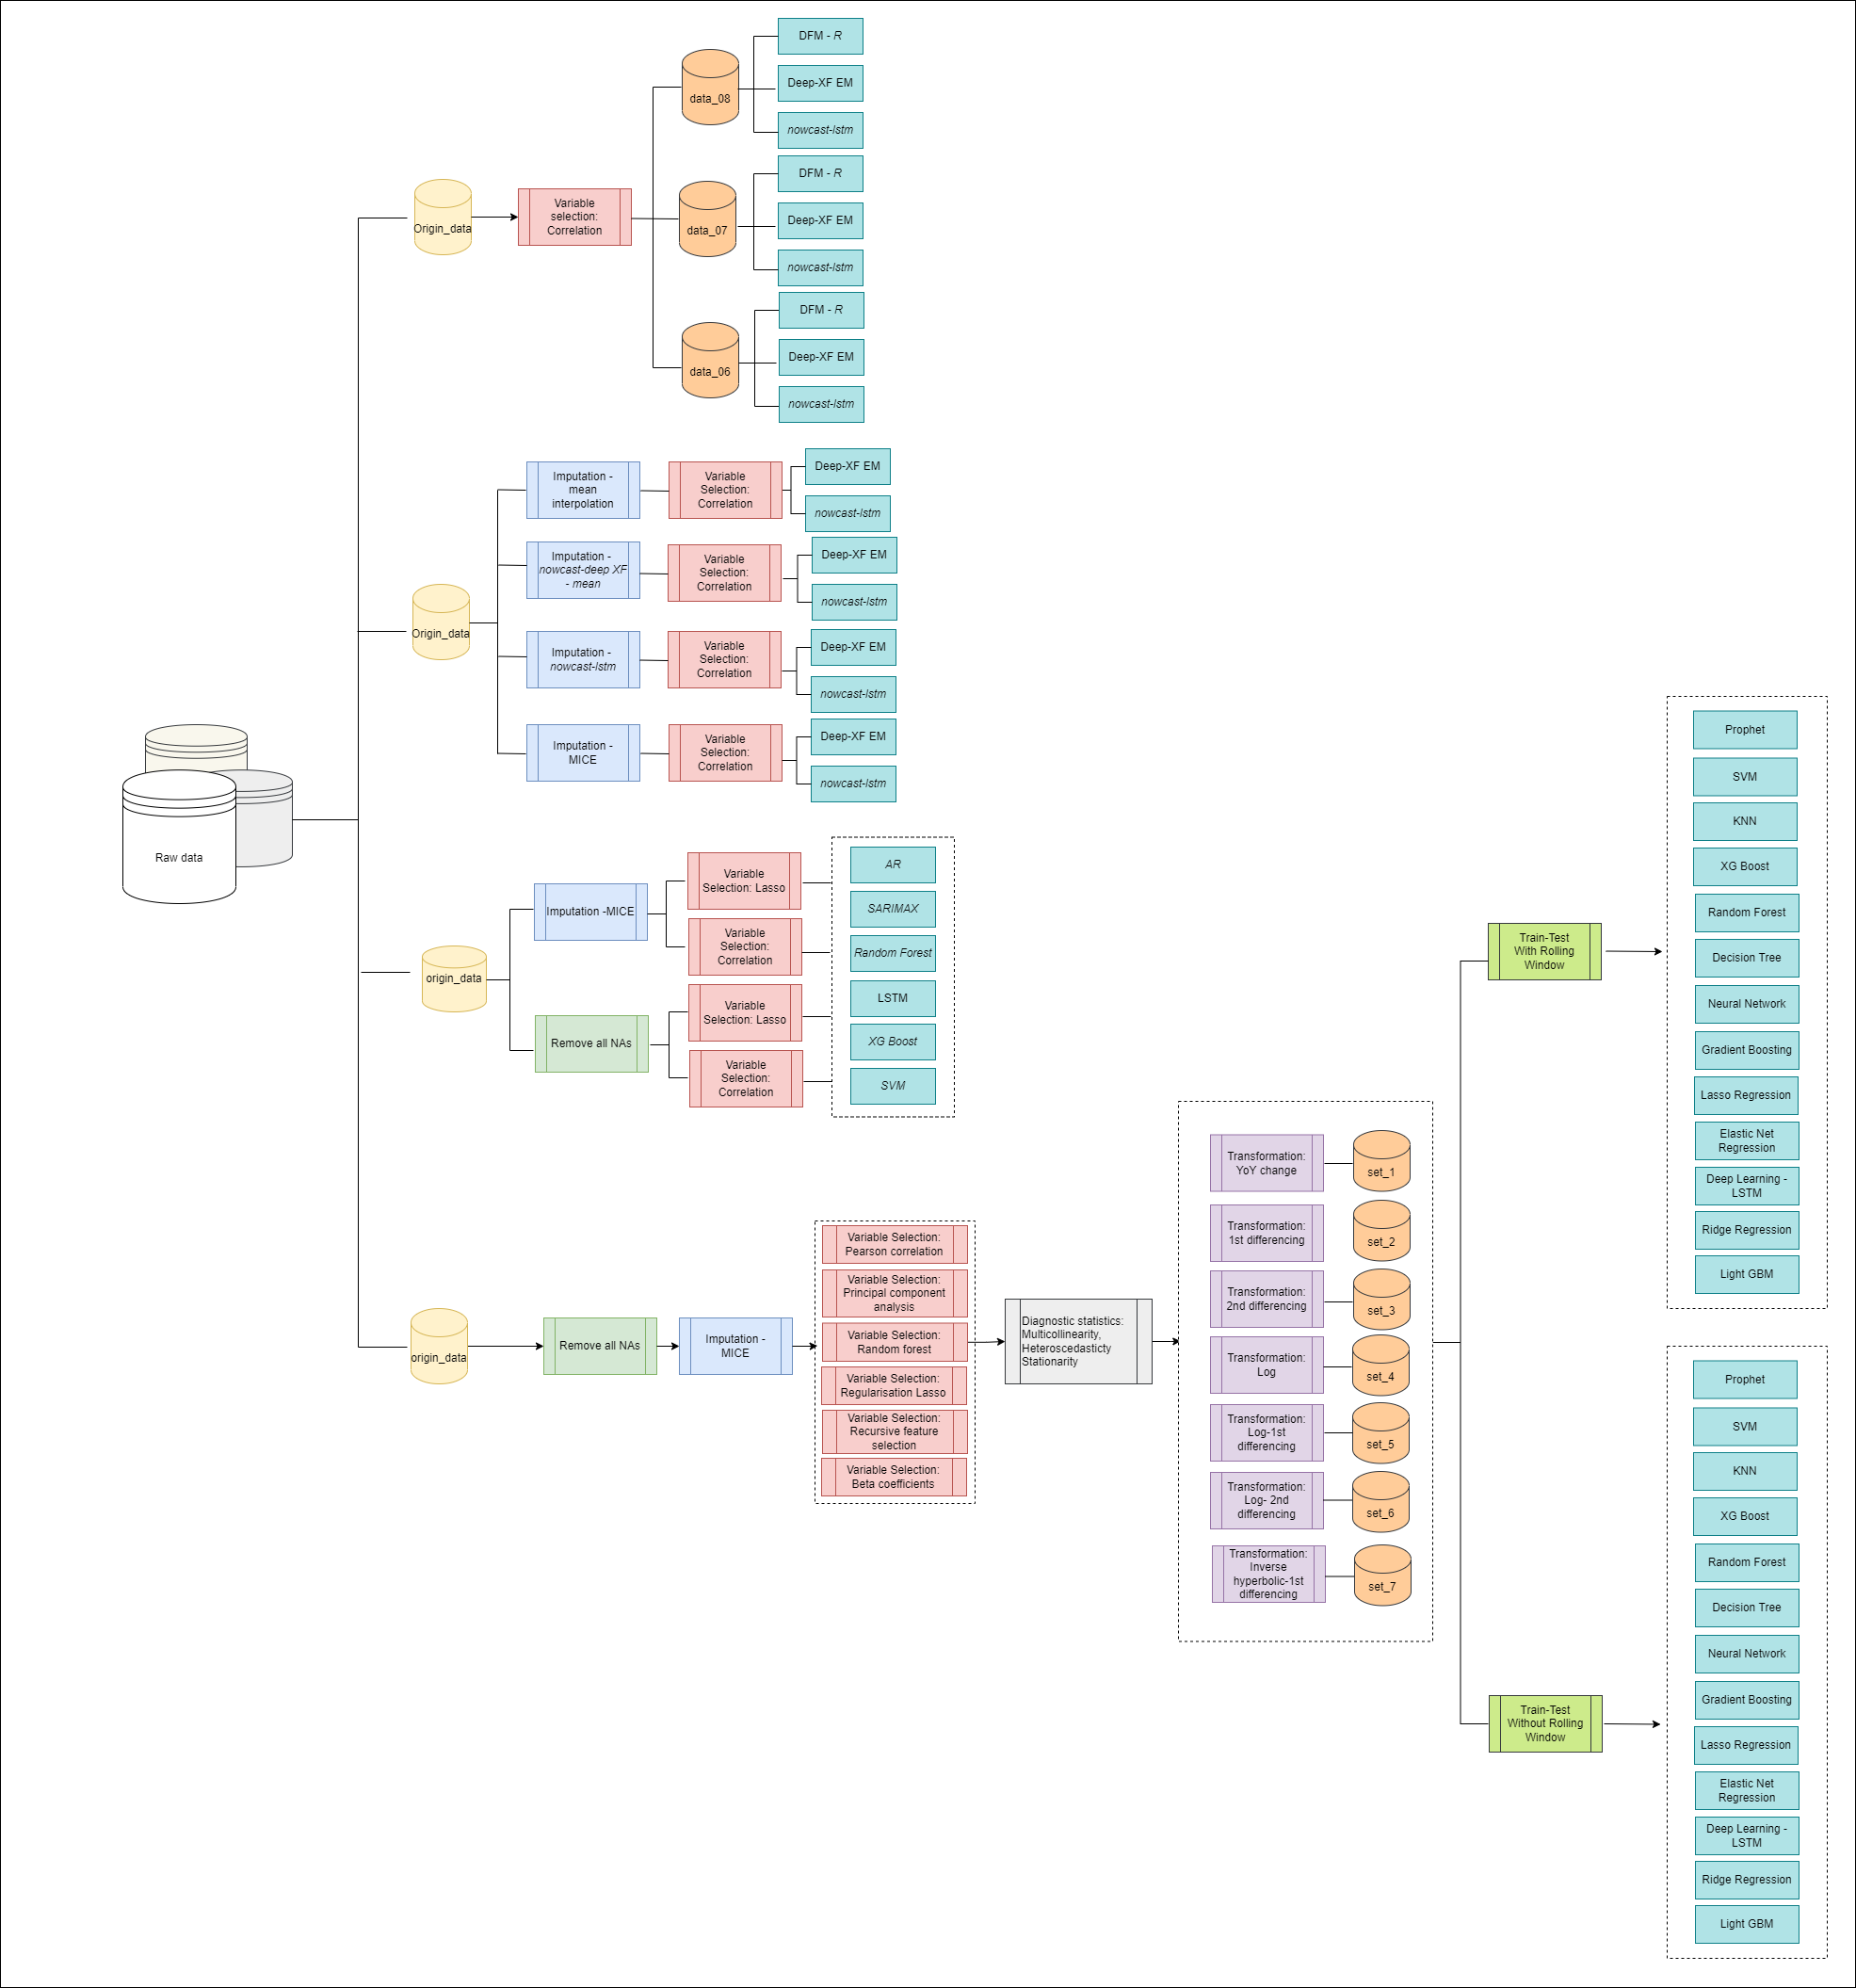 DFM - R
Deep-XF EM
nowcast-lstm
data_08
DFM - R
Deep-XF EM
nowcast-lstm
data_07
Origin_data
Variable
selection:
Correlation
DFM - R
Deep-XF EM
nowcast-lstm
data_06
Imputation -
mean
interpolation
Variable
Selection:
Correlation
Deep-XF EM
nowcast-lstm
Imputation -
nowcast-deep XF
- mean
Variable
Selection:
Correlation
Deep-XF EM
nowcast-lstm
Origin_data
Imputation -
nowcast-lstm
Variable
Selection:
Correlation
Deep-XF EM
nowcast-lstm
Imputation -
MICE
Variable
Selection:
Correlation
Deep-XF EM
nowcast-lstm
Raw data
origin_data
Imputation -MICE
Variable
Selection: Lasso
Variable
Selection:
Correlation
Remove all NAs
Variable
Selection: Lasso
Variable
Selection:
Correlation
AR
SARIMAX
Random Forest
LSTM
XG Boost
SVM
origin_data
Remove all NAs
Imputation -
MICE
Variable Selection:
Pearson correlation
Variable Selection:
Principal component
analysis
Variable Selection:
Random forest
Variable Selection:
Regularisation Lasso
Variable Selection:
Recursive feature
selection
Variable Selection:
Beta coefficients
Diagnostic statistics:
Multicollinearity,
Heteroscedasticty
Stationarity
Transformation:
YoY change
set_1
Transformation:
1st differencing
set_2
Transformation:
2nd differencing
set_3
Transformation:
Log
set_4
Transformation:
Log-1st
differencing
set_5
Transformation:
Log- 2nd
differencing
set_6
Transformation:
Inverse
hyperbolic-1st
differencing
set_7
Train-Test
With Rolling
Window
Prophet
SVM
KNN
XG Boost
Random Forest
Decision Tree
Neural Network
Gradient Boosting
Lasso Regression
Elastic Net
Regression
Deep Learning -
LSTM
Ridge Regression
Light GBM
Train-Test
Without Rolling
Window
Prophet
SVM
KNN
XG Boost
Random Forest
Decision Tree
Neural Network
Gradient Boosting
Lasso Regression
Elastic Net
Regression
Deep Learning -
LSTM
Ridge Regression
Light GBM